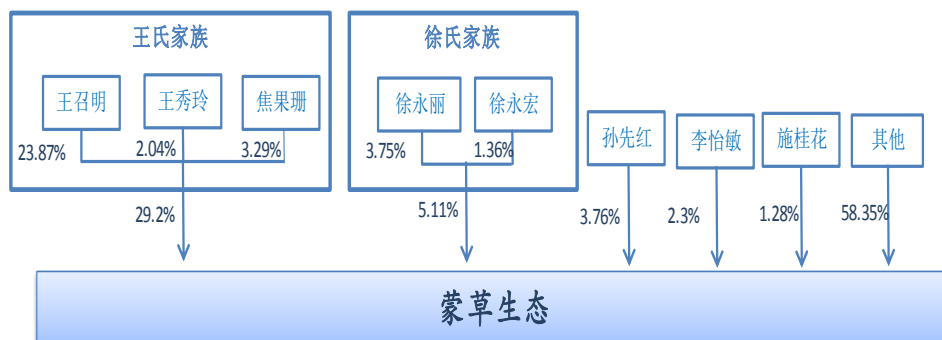 王氏家族
徐氏家族
王召明
王秀玲
焦果珊
徐永丽
徐永宏
孙先红
李怡敏
施桂花
其他
23.87%
2.04%
3.29%
3.75%
1.36%
29.2%
5.11%
3.76%
2.3%
1.28%
58.35%
蒙草生态